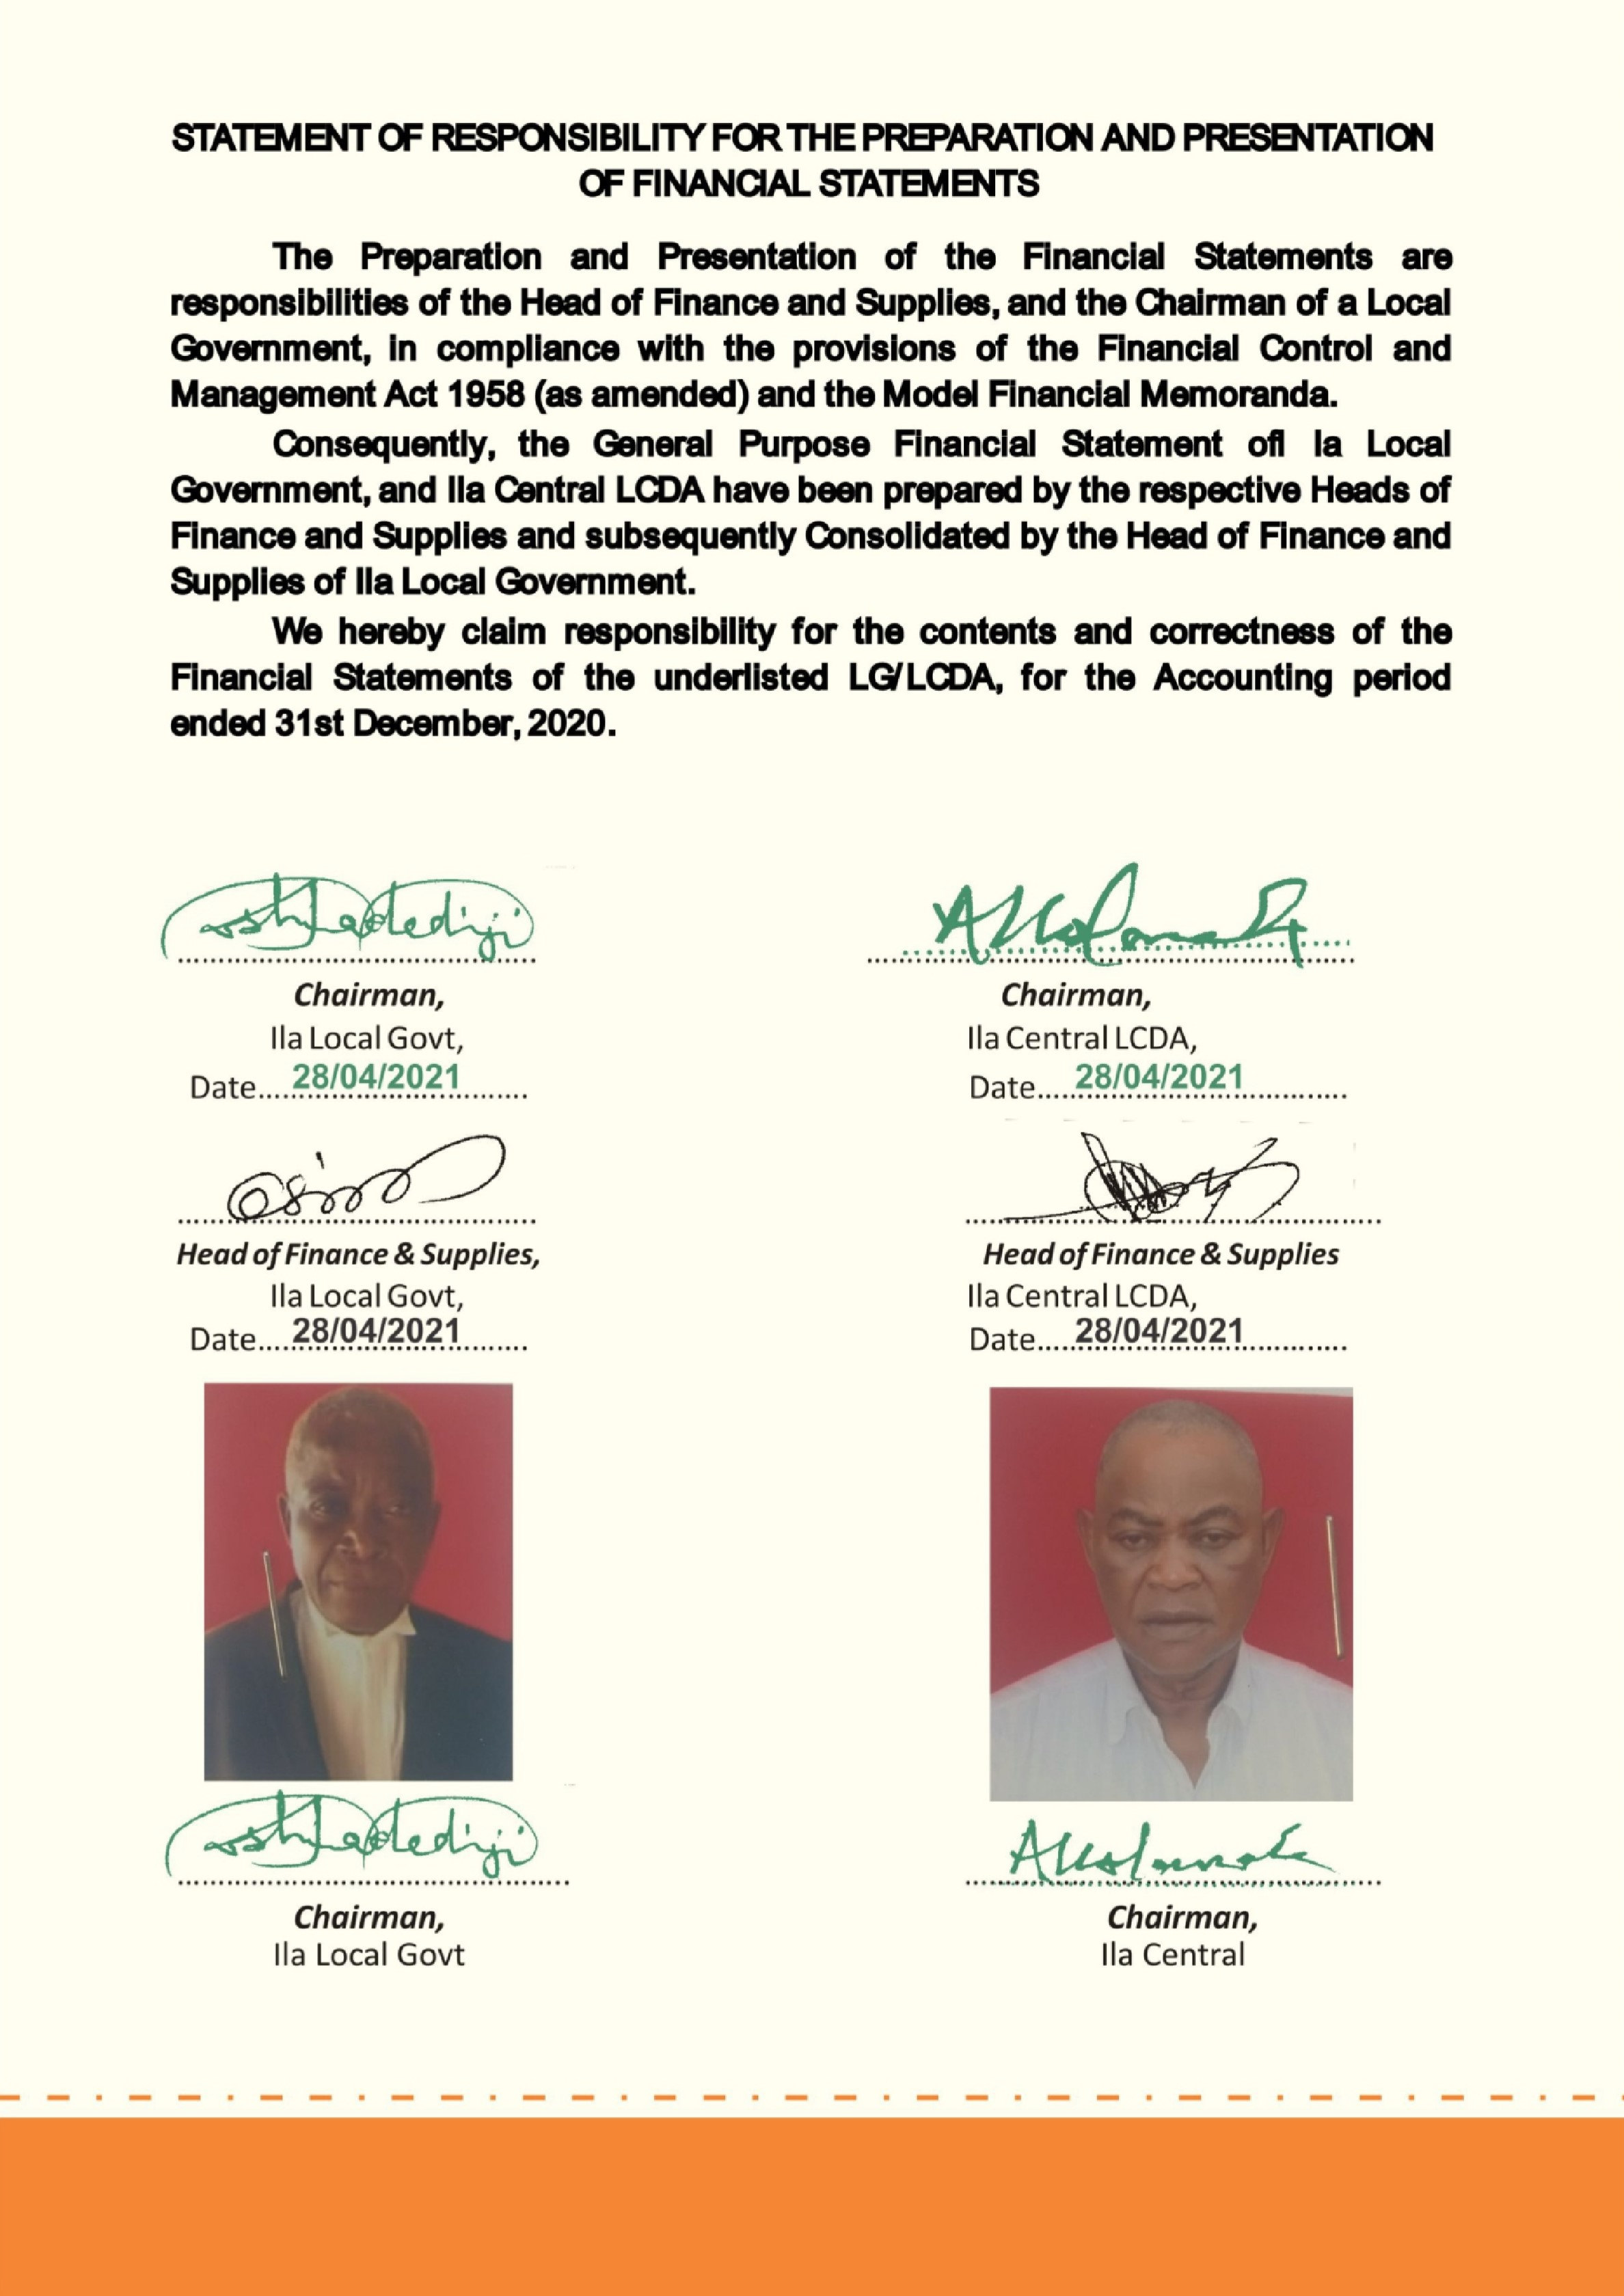 STATEMENT OF RESPONSIBILITY FOR THE PREPARATION AND PRESENTATION
OF FINANCIAL STATEMENTS
The Preparation and Presentation of the Financial Statements are
responsibilities of the Head of Finance and Supplies, and the Chairman of a Local
Government, in compliance with the provisions of the Financial Control and
Management Act 1958 (as amended) and the Model Financial Memoranda.
Consequently, the General Purpose Financial Statement ofI la Local
Government, and Ila Central LCDA have been prepared by the respective Heads of
Finance and Supplies and subsequently Consolidated by the Head of Finance and
Supplies of Ila Local Government.
We hereby claim responsibility for the contents and correctness of the
Financial Statements of the underlisted LG/LCDA, for the Accounting period
ended 31st December, 2020.
Chairman,
Ila Local Govt,
Date....28/04/2021........
Chairman,
Ila Central LCDA,
Date....28/04/2021............
Head of Finance & Supplies,
Ila Local Govt,
Date....28/04/2021........
Head of Finance & Supplies
Ila Central LCDA,
Date....28/04/2021............
Chairman,
Ila Local Govt
Chairman,
Ila Central